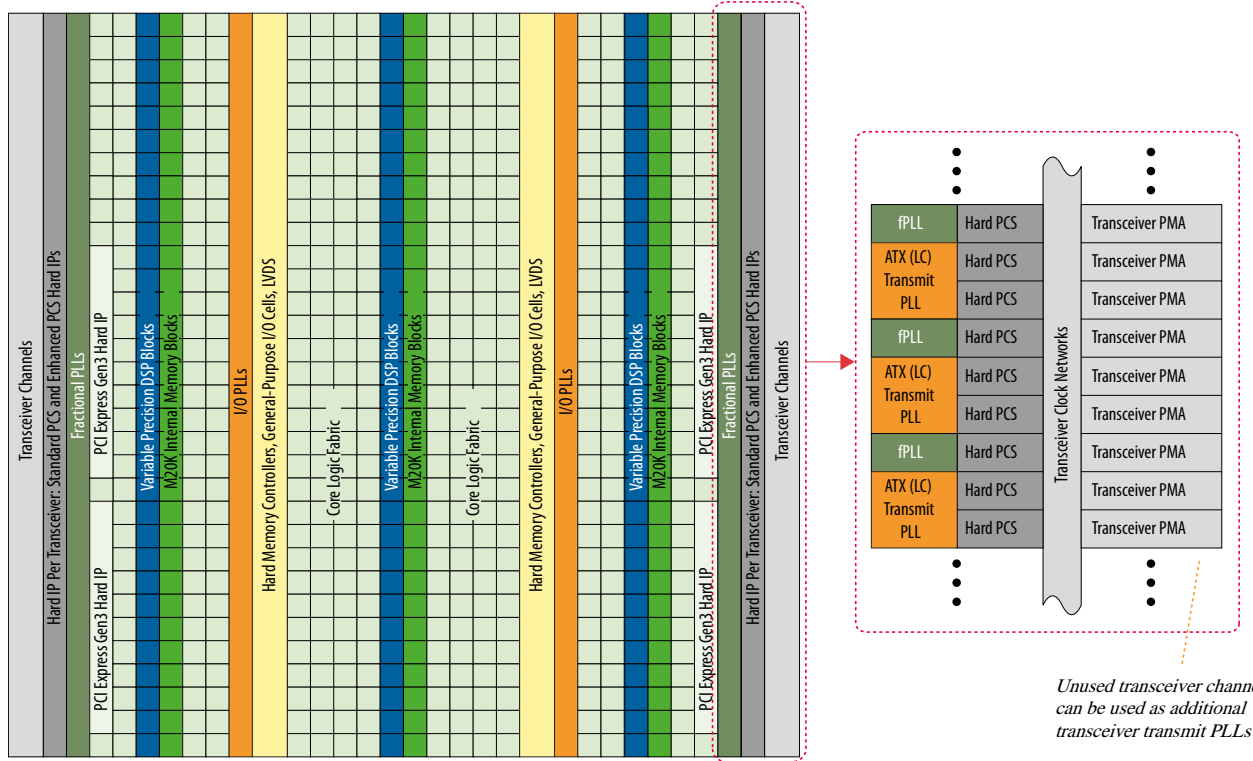 Transceiver Channels
Hard IP Per Transceiver: Standard PCS and Enhanced PCS Hard IPs
Fractional PLLs
PCI Express Gen3 Hard IP
PCI Express Gen3 Hard IP
Variable Precision DSP Blocks
M20K Internal Memory Blocks
I/O PLLs
Hard Memory Controllers, General-Purpose I/O Cells, LVDS
Core Logic Fabric
Variable Precision DSP Blocks
M20K Internal Memory Blocks
Core Logic Fabric
Hard Memory Controllers, General-Purpose I/O Cells, LVDS
I/O PLLs
Variable Precision DSP Blocks
M20K Internal Memory Blocks
PCI Express Gen3 Hard IP
PCI Express Gen3 Hard IP
Fractional PLLs
Hard IP Per Transceiver: Standard PCS and Enhanced PCS Hard IPs
Transceiver Channels
fPLL
ATX (LC)
Transmit
PLL
fPLL
ATX (LC)
Transmit
PLL
fPLL
ATX (LC)
Transmit
PLL
Hard PCS
Hard PCS
Hard PCS
Hard PCS
Hard PCS
Hard PCS
Hard PCS
Hard PCS
Hard PCS
Transceiver Clock Networks
Transceiver PMA
Transceiver PMA
Transceiver PMA
Transceiver PMA
Transceiver PMA
Transceiver PMA
Transceiver PMA
Transceiver PMA
Transceiver PMA
Unused transceiver
can be used as additional
transceiver transmit PLLs